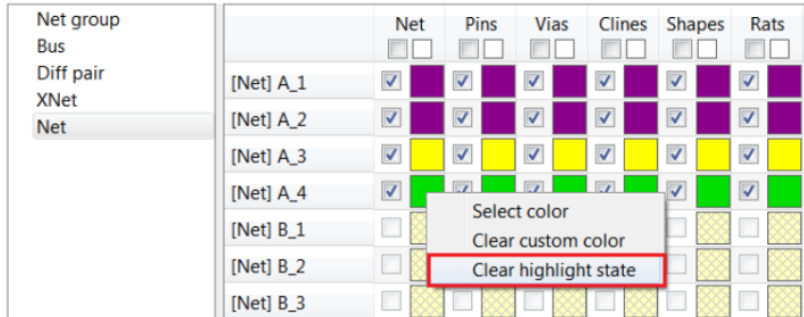 Net group
Bus
Diff pair
XNet
Net
Net Pins Vias Clines Shapes Rats
[Net] A_1
[Net] A_2
[Net] A_3
[Net] A_4
[Net] B_1
[Net] B_2
[Net] B_3
Select color
Clear custom color
Clear highlight state